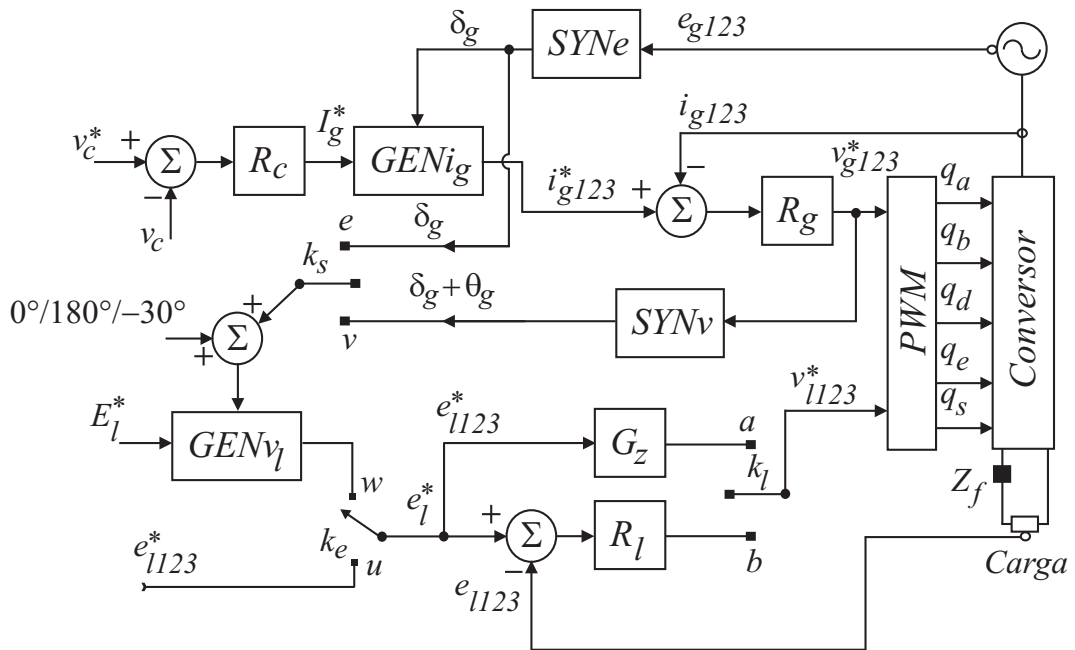 δg
SYNe
eg123
ig123
vc*
+
Σ
−
vc
Rc
Ig*
GENig
ig123*
+
−
Σ
Rg
vg123*
qa
qb
qd
qe
qs
PWM
Conversor
e
δg
ks
δg + θg
v
SYNv
0°/180°/−30°
+
+
Σ
El*
GENvl
w
ke
u
el123*
el*
el123*
Gz
a
kl
b
vl123*
+
Σ
−
Rl
el123
Zf
Carga